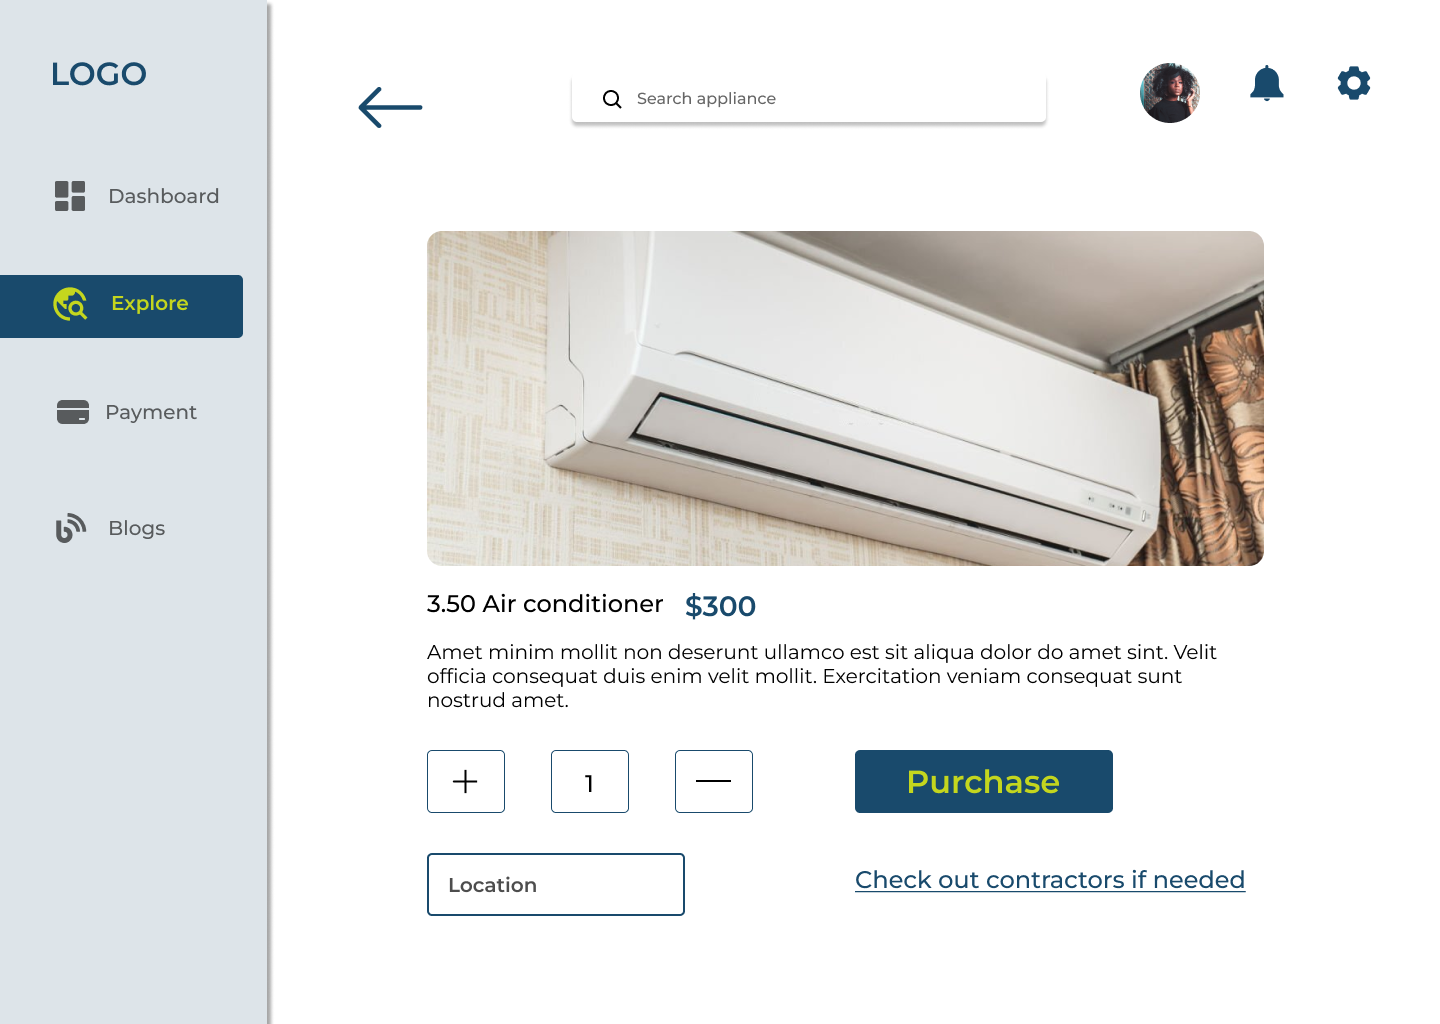 LOGO
Search appliance
Dashboard
Explore
Payment
Blogs
3.50 Air conditioner $300
Amet minim mollit non deserunt ullamco est sit aliqua dolor do amet sint. Velit
officia consequat duis enim velit mollit. Exercitation veniam consequat sunt
nostrud amet.
1
Purchase
Location
Check out contractors if needed